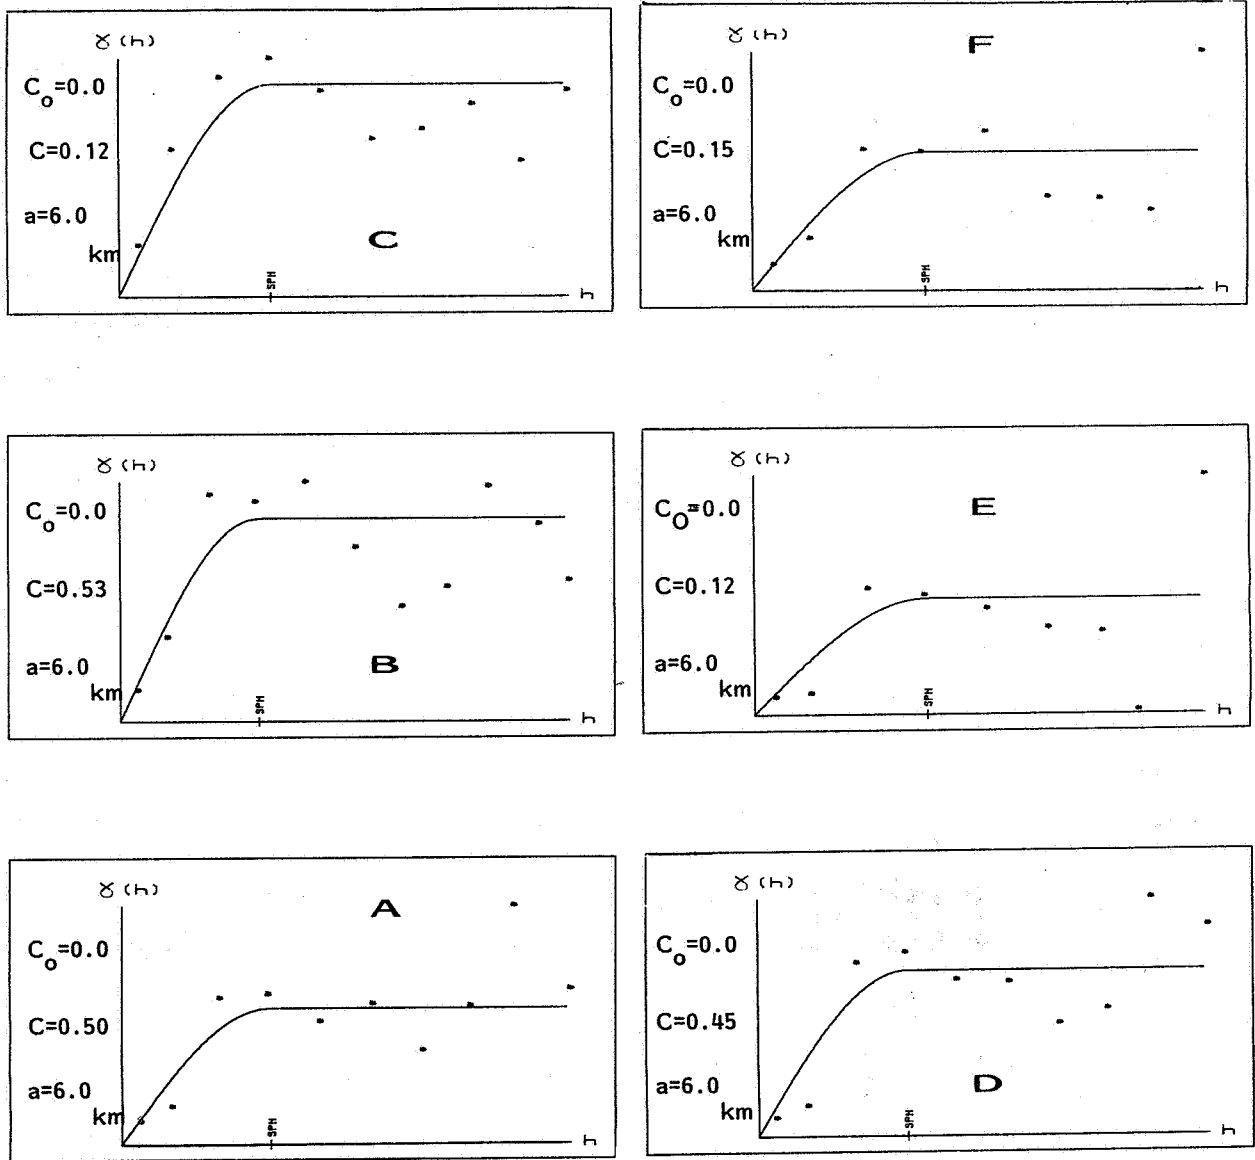 γ (h)
C₀=0.0
C=0.12
a=6.0
km
C
SPH
h
γ (h)
F
C₀=0.0
C=0.15
a=6.0
km
SPH
h
γ (h)
C₀=0.0
C=0.53
a=6.0
km
B
SPH
h
γ (h)
E
C₀=0.0
C=0.12
a=6.0
km
SPH
h
γ (h)
A
C₀=0.0
C=0.50
a=6.0
km
SPH
h
γ (h)
C₀=0.0
C=0.45
a=6.0
km
D
SPH
h